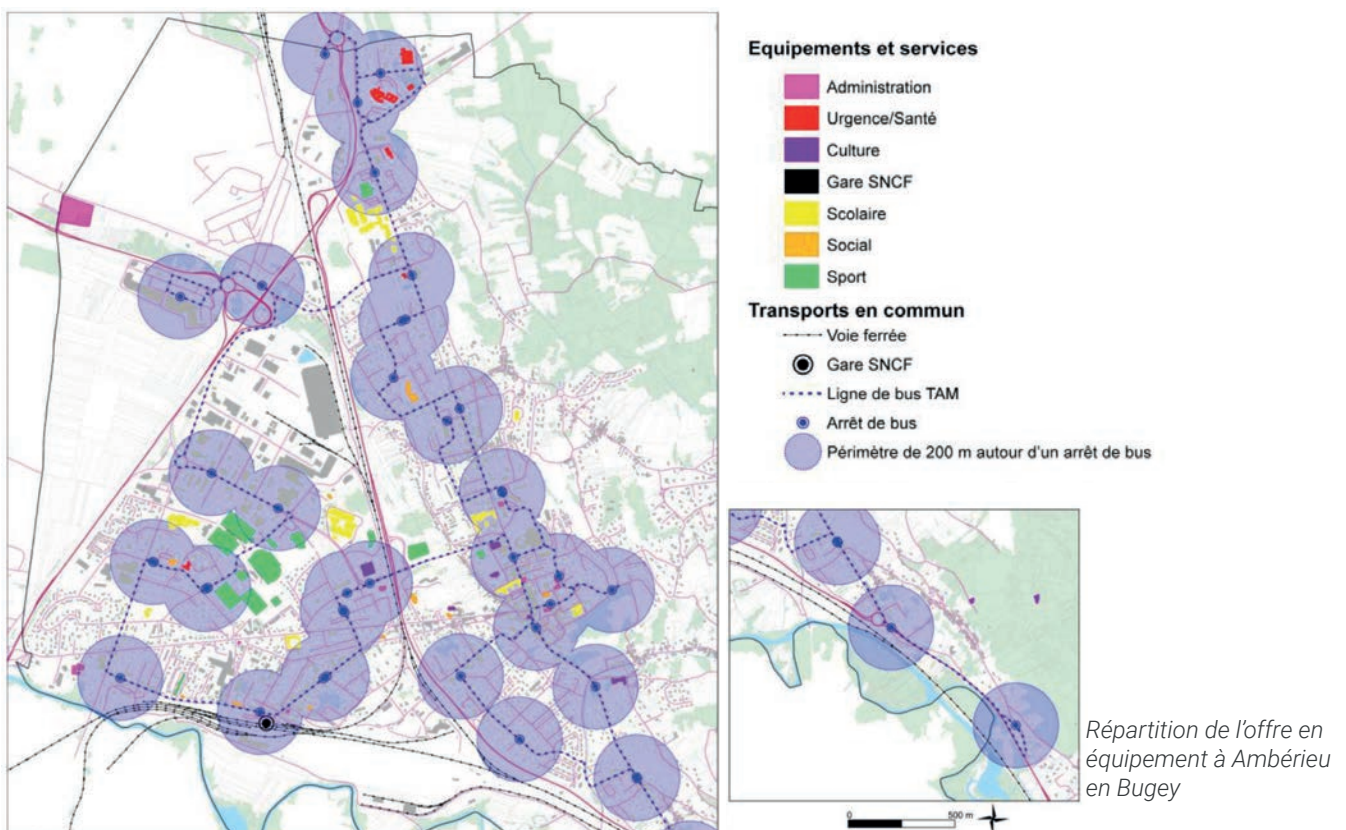 Equipements et services
Administration
Urgence/Santé
Culture
Gare SNCF
Scolaire
Social
Sport
Transports en commun
Voie ferrée
Gare SNCF
Ligne de bus TAM
Arrêt de bus
Périmètre de 200 m autour d'un arrêt de bus
Répartition de l'offre en
équipement à Ambérieu
en Bugey
0 500 m